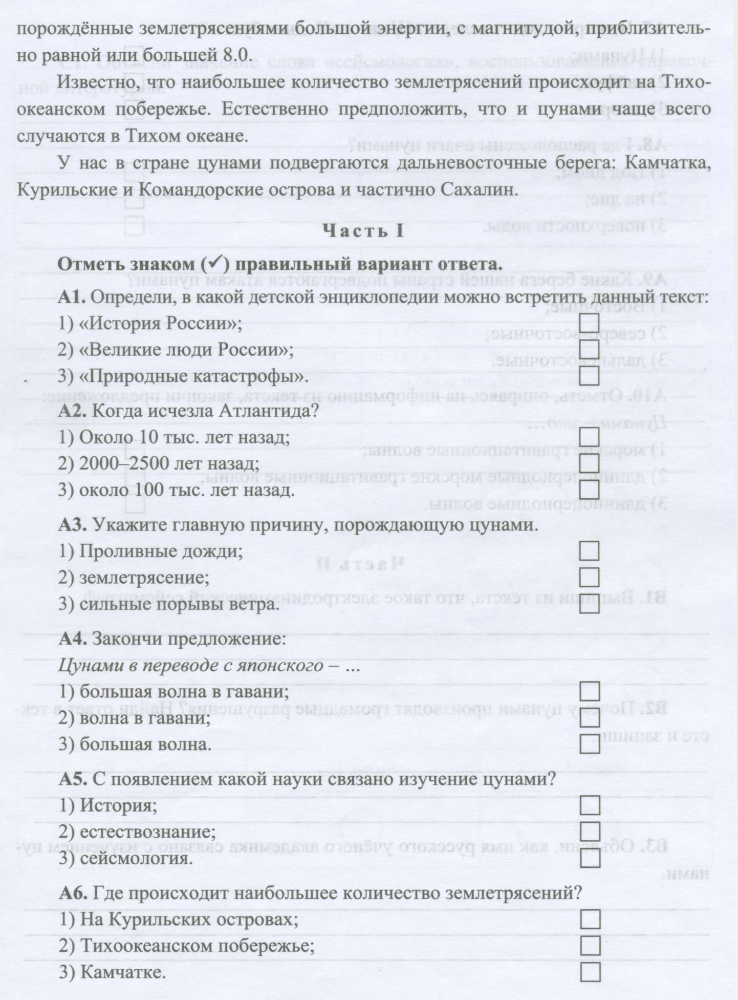 порождённые землетрясениями большой энергии, с магнитудой, приблизитель-
но равной или большей 8.0.
Известно, что наибольшее количество землетрясений происходит на Тихо-
океанском побережье. Естественно предположить, что и цунами чаще всего
случаются в Тихом океане.
У нас в стране цунами подвергаются дальневосточные берега: Камчатка,
Курильские и Командорские острова и частично Сахалин.
Часть I
Отметь знаком (✓) правильный вариант ответа.
А1. Определи, в какой детской энциклопедии можно встретить данный текст:
1) «История России»;
2) «Великие люди России»;
3) «Природные катастрофы».
А2. Когда исчезла Атлантида?
1) Около 10 тыс. лет назад;
2) 2000–2500 лет назад;
3) около 100 тыс. лет назад.
А3. Укажите главную причину, порождающую цунами.
1) Проливные дожди;
2) землетрясение;
3) сильные порывы ветра.
А4. Закончи предложение:
Цунами в переводе с японского – ...
1) большая волна в гавани;
2) волна в гавани;
3) большая волна.
А5. С появлением какой науки связано изучение цунами?
1) История;
2) естествознание;
3) сейсмология.
А6. Где происходит наибольшее количество землетрясений?
1) На Курильских островах;
2) Тихоокеанском побережье;
3) Камчатке.